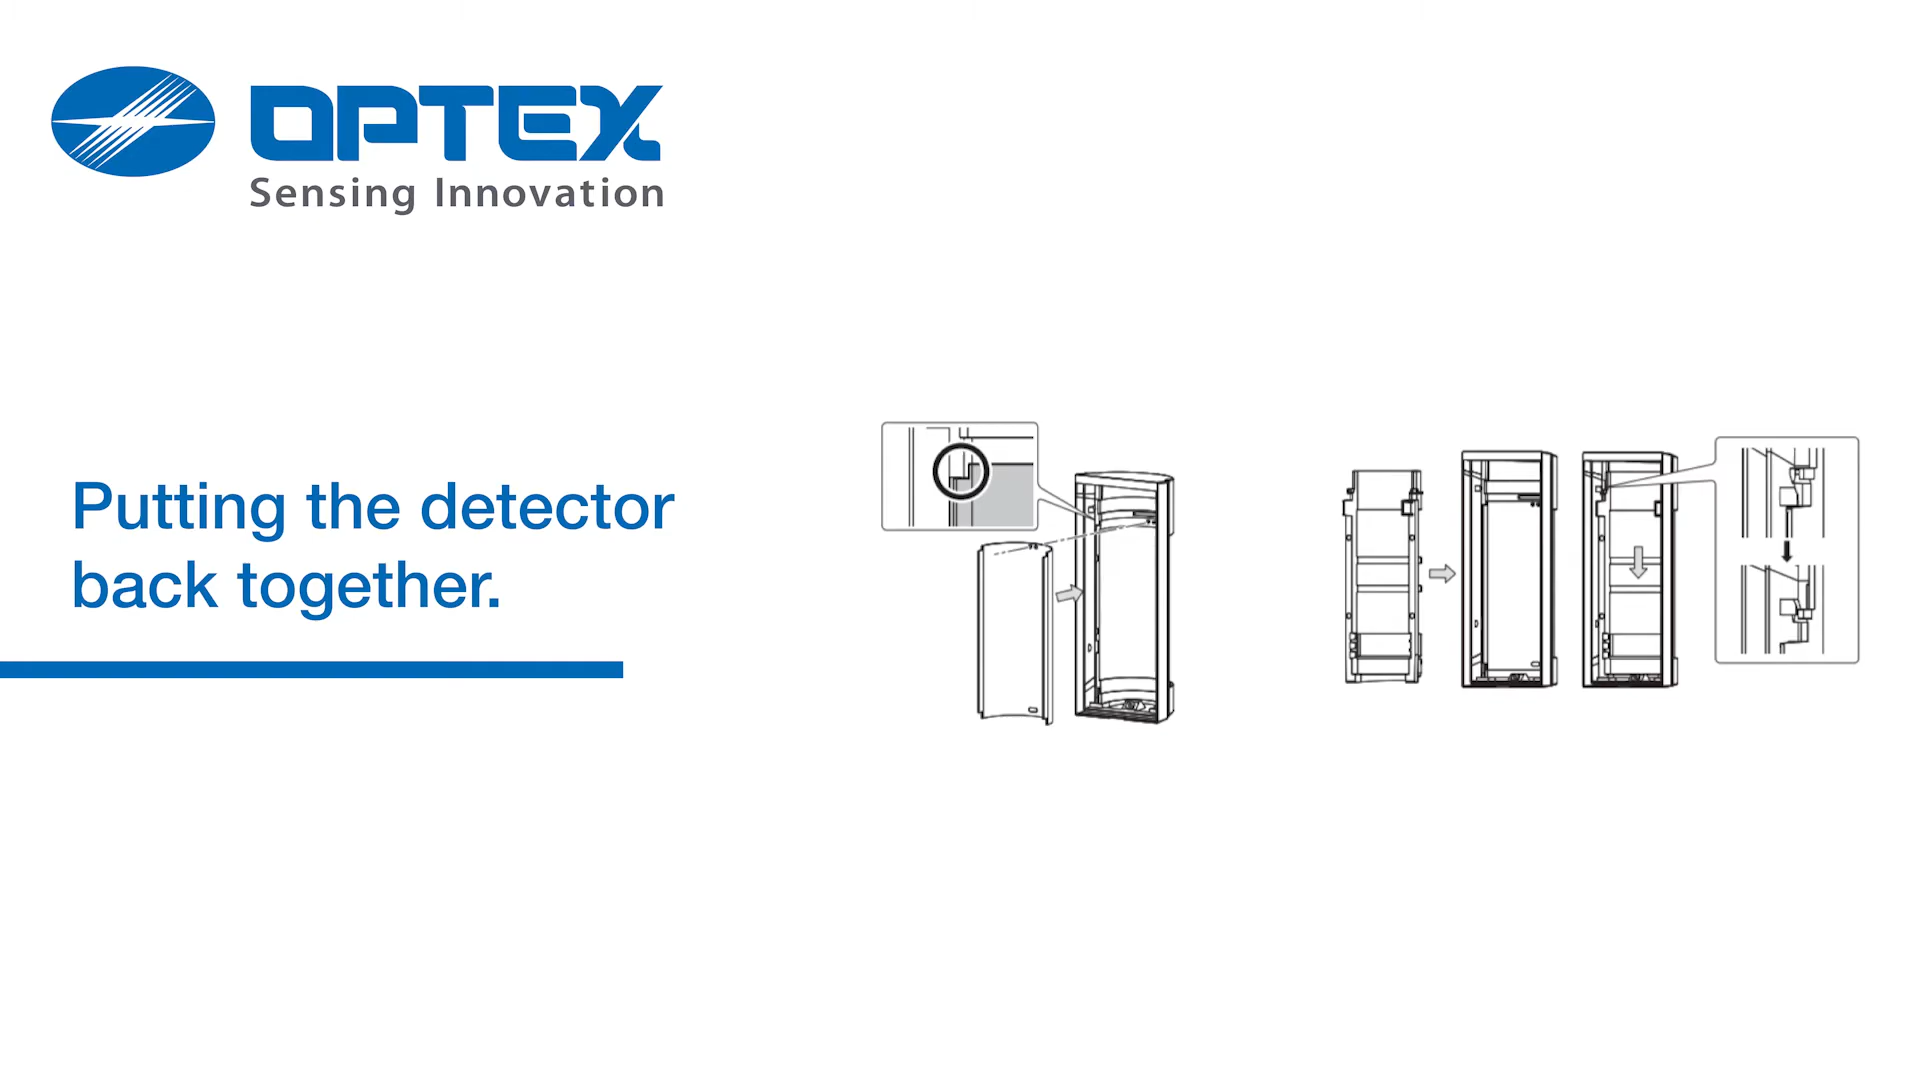 OPTEX
Sensing Innovation
Putting the detector
back together.